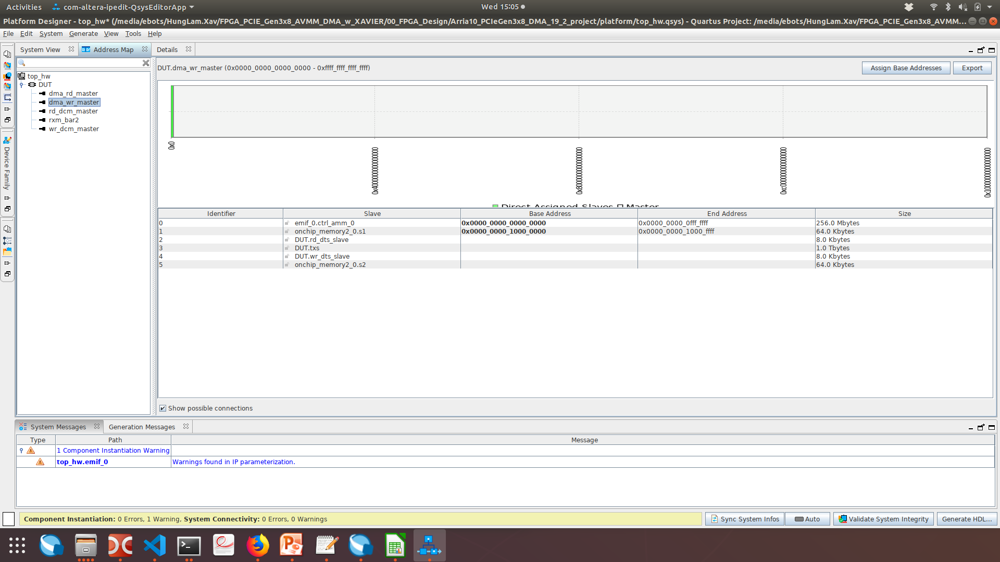 Activities com-altera-ipedit-QsysEditorApp Wed 15:05
Platform Designer - top_hw* (/media/ebots/HungLam.Xav/FPGA_PCIE_Gen3x8_AVMM_DMA_w_XAVIER/00_FPGA_Design/Arria10_PCIeGen3x8_DMA_19_2_project/platform/top_hw.qsys) - Quartus Project: /media/ebots/HungLam.Xav/FPGA_PCIE_Gen3x8_AVMM...
File Edit System Generate View Tools Help
System View Address Map Details
DUT.dma_wr_master (0x0000_0000_0000_0000 - 0xffff_ffff_ffff_ffff)
Assign Base Addresses Export
top_hw
DUT
dma_rd_master
dma_wr_master
rd_dcm_master
rxm_bar2
wr_dcm_master
Device Family
0x0
0x4000000000000000
0x8000000000000000
0xc000000000000000
0x10000000000000000
Direct Assigned Slaves Master
Identifier Slave Base Address End Address Size
0 emif_0.ctrl_amm_0 0x0000_0000_0000_0000 0x0000_0000_0fff_ffff 256.0 Mbytes
1 onchip_memory2_0.s1 0x0000_0000_1000_0000 0x0000_0000_1000_ffff 64.0 Kbytes
2 DUT.rd_dts_slave 8.0 Kbytes
3 DUT.txs 1.0 Tbytes
4 DUT.wr_dts_slave 8.0 Kbytes
5 onchip_memory2_0.s2 64.0 Kbytes
Show possible connections
System Messages Generation Messages
Type Path Message
1 Component Instantiation Warning
top_hw.emif_0 Warnings found in IP parameterization.
Component Instantiation: 0 Errors, 1 Warning, System Connectivity: 0 Errors, 0 Warnings
Sync System Infos Auto Validate System Integrity Generate HDL...